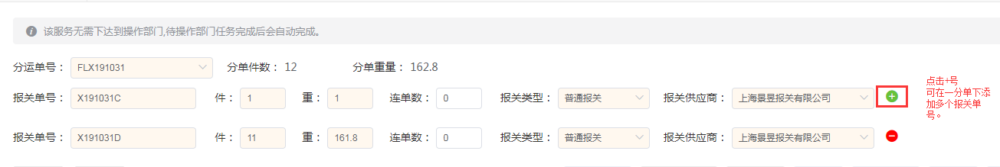 该服务无需下达到操作部门,待操作部门任务完成后会自动完成。
分运单号： FLX191031 分单件数： 12 分单重量： 162.8
报关单号： X191031C 件： 1 重： 1 连单数： 0 报关类型： 普通报关 报关供应商： 上海景昱报关有限公司
点击+号
可在一分单下添
加多个报关单
号。
报关单号： X191031D 件： 11 重： 161.8 连单数： 0 报关类型： 普通报关 报关供应商： 上海景昱报关有限公司